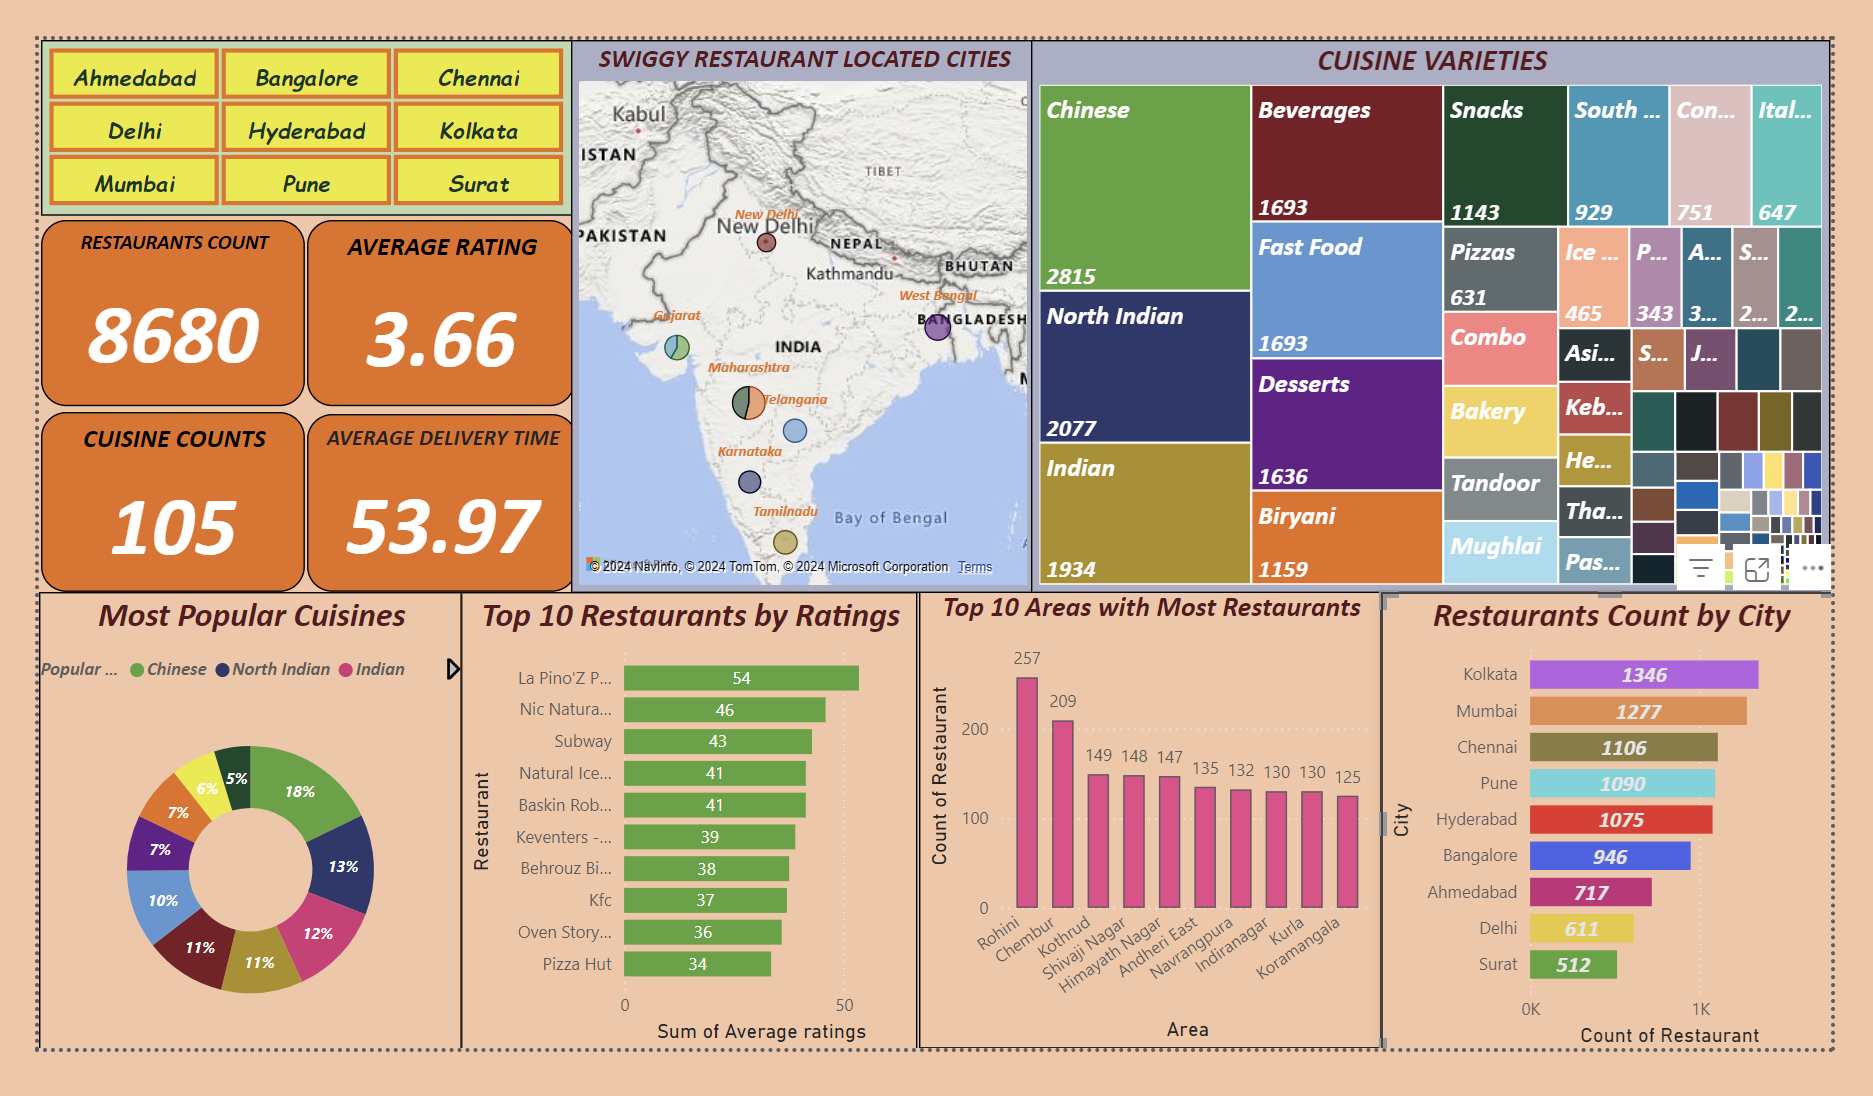 Ahmedabad
Bangalore
Chennai
Delhi
Hyderabad
Kolkata
Mumbai
Pune
Surat
RESTAURANTS COUNT
8680
AVERAGE RATING
3.66
CUISINE COUNTS
105
AVERAGE DELIVERY TIME
53.97
SWIGGY RESTAURANT LOCATED CITIES
Kabul
ISTAN
TIBET
PAKISTAN
New Delhi
New Delhi
NEPAL
Kathmandu
BHUTAN
West Bengal
BANGLADESH
Gujarat
INDIA
Maharashtra
Telangana
Karnataka
Tamilnadu
Bay of Bengal
© 2024 NavInfo, © 2024 TomTom, © 2024 Microsoft Corporation Terms
CUISINE VARIETIES
Chinese
2815
North Indian
2077
Indian
1934
Beverages
1693
Fast Food
1693
Desserts
1636
Biryani
1159
Snacks
1143
South ...
929
Con...
751
Ital...
647
Pizzas
631
Ice ...
465
P...
343
A...
3...
S...
2...
2...
Combo
Bakery
Tandoor
Mughlai
Asi...
S...
J...
Keb...
He...
Tha...
Pas...
Most Popular Cuisines
Popular ... Chinese North Indian Indian
18%
13%
12%
11%
11%
10%
7%
7%
6%
5%
Top 10 Restaurants by Ratings
Restaurant
La Pino'Z P... 54
Nic Natura... 46
Subway 43
Natural Ice... 41
Baskin Rob... 41
Keventers -... 39
Behrouz Bi... 38
Kfc 37
Oven Story... 36
Pizza Hut 34
0 50
Sum of Average ratings
Top 10 Areas with Most Restaurants
Count of Restaurant
200
100
0
257
209
149
148
147
135
132
130
130
125
Rohini
Chembur
Kothrud
Shivaji Nagar
Himayath Nagar
Andheri East
Navrangpura
Indiranagar
Kurla
Koramangala
Area
Restaurants Count by City
City
Kolkata 1346
Mumbai 1277
Chennai 1106
Pune 1090
Hyderabad 1075
Bangalore 946
Ahmedabad 717
Delhi 611
Surat 512
0K 1K
Count of Restaurant